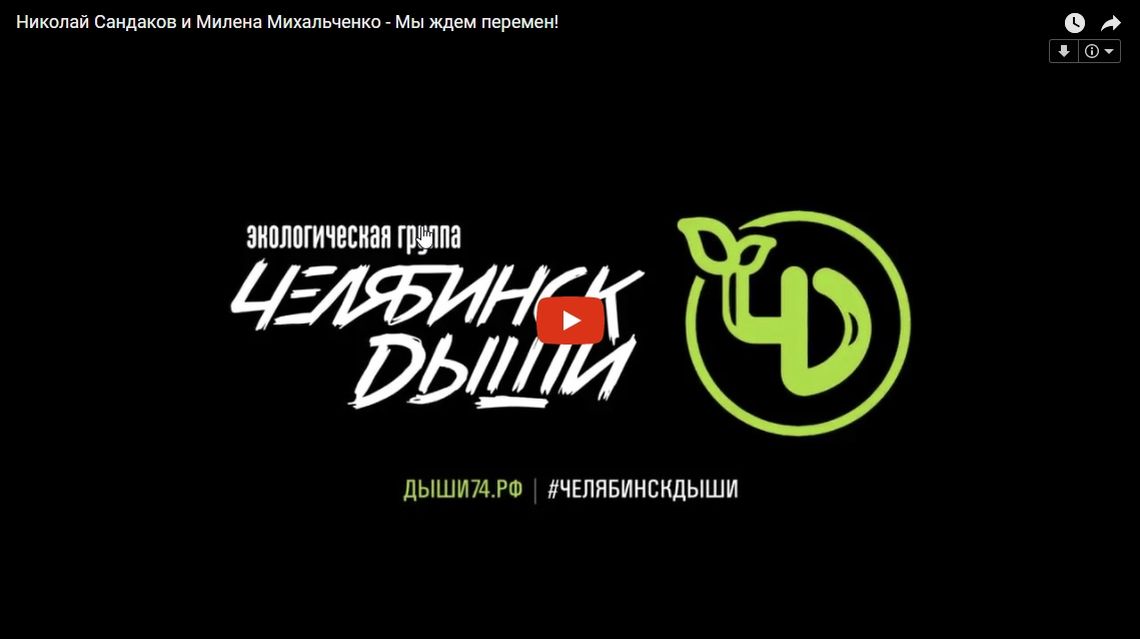 Николай Сандаков и Милена Михальченко - Мы ждем перемен!
экологическая группа
ЧЕЛЯБИНСК
ДЫШИ
ЧД
ДЫШИ74.РФ | #ЧЕЛЯБИНСКДЫШИ